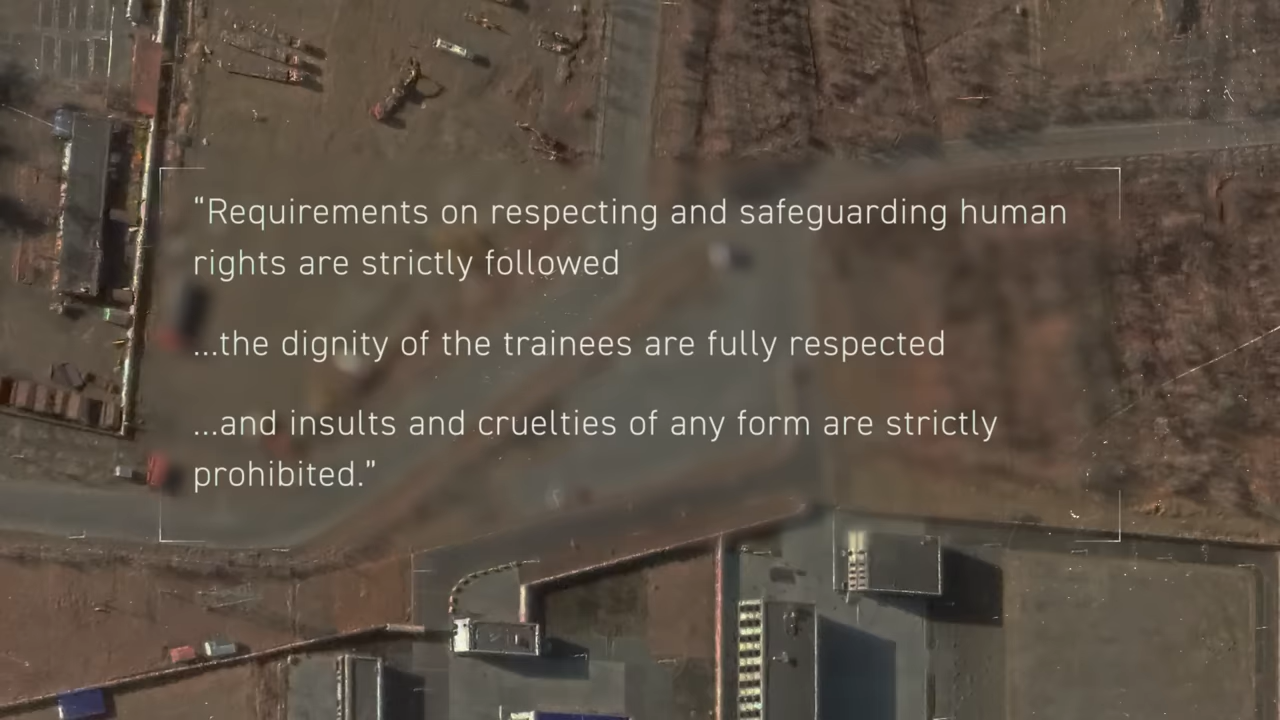 “Requirements on respecting and safeguarding human
rights are strictly followed
...the dignity of the trainees are fully respected
...and insults and cruelties of any form are strictly
prohibited.”